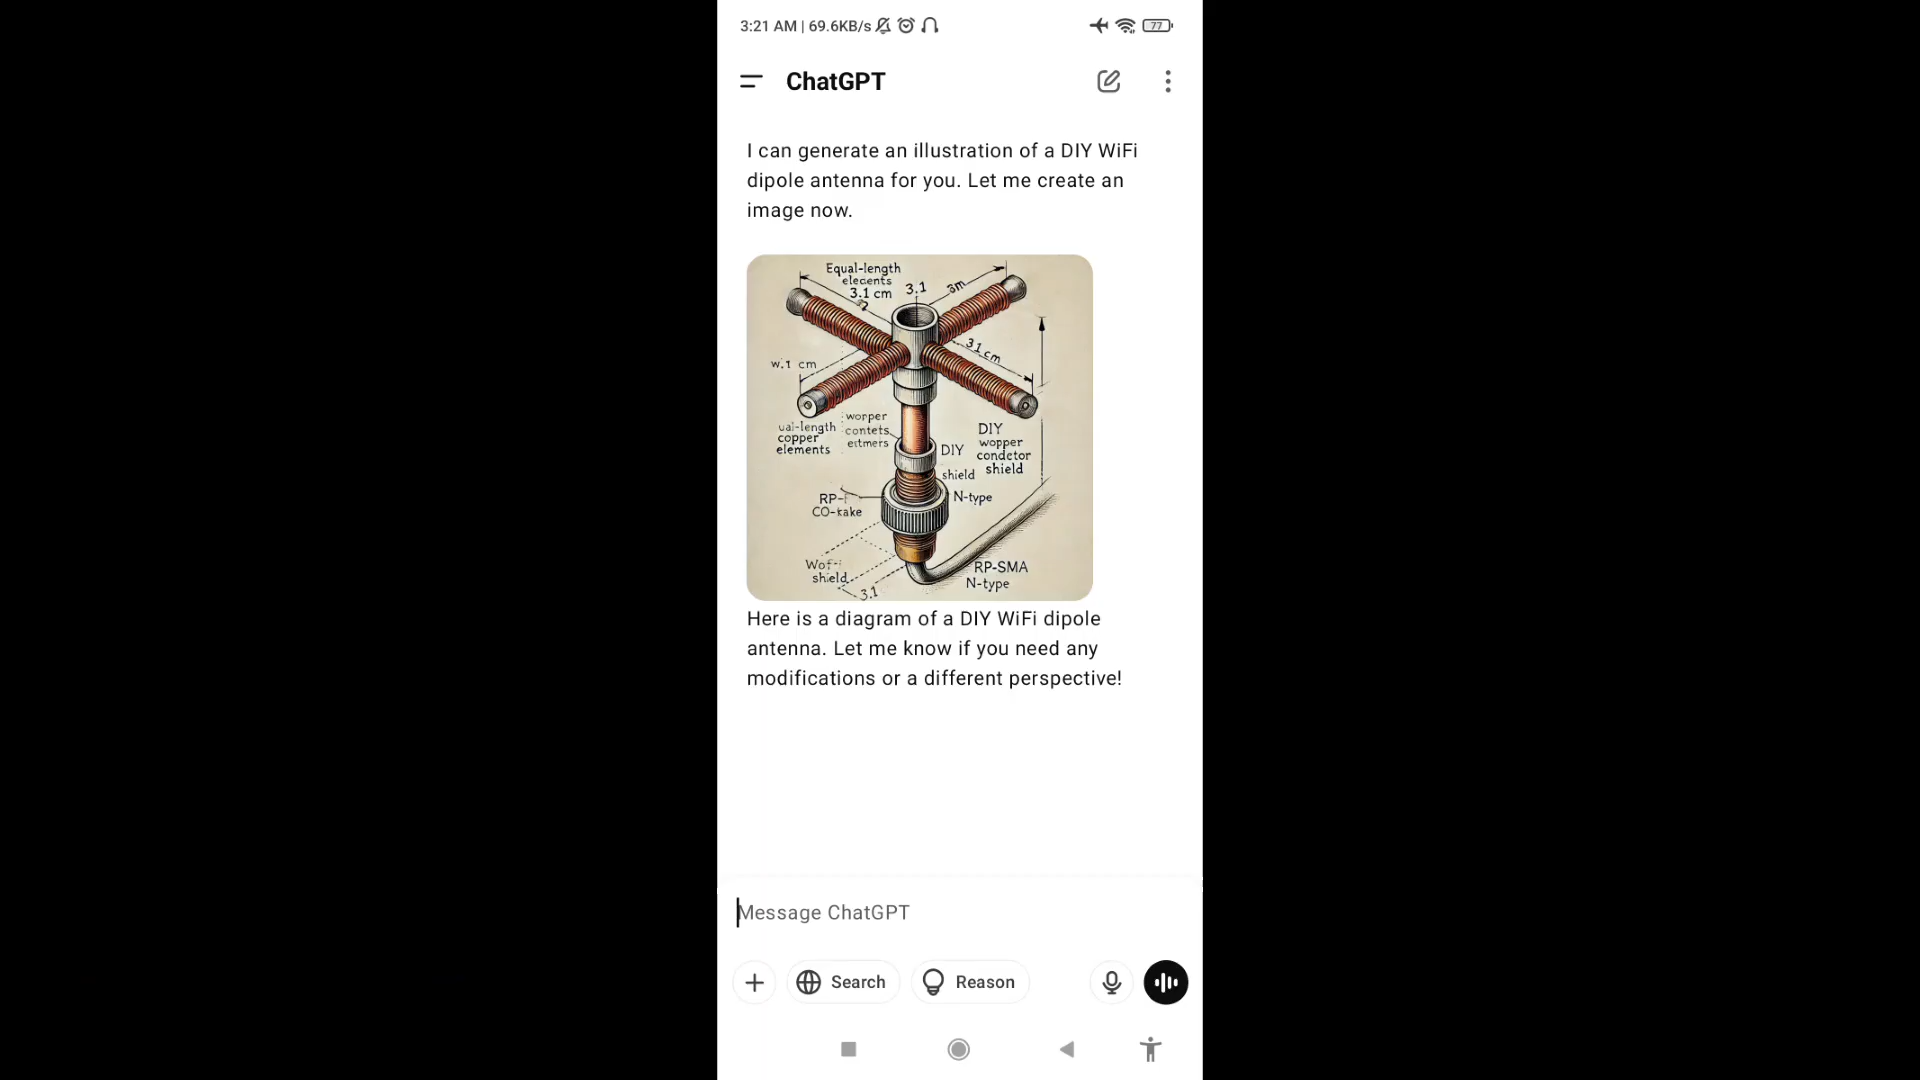 3:21 AM | 69.6KB/s
77
ChatGPT
I can generate an illustration of a DIY WiFi
dipole antenna for you. Let me create an
image now.
Equal-length
3.1 cm
3.1
3m
31 cm
w.1 cm
ual-length
copper
elements
worper
contets
DIY
shield
DIY
wopper
condetor
shield
RP-
CO-kake
N-type
shield
3.1
RP-SMA
N-type
Here is a diagram of a DIY WiFi dipole
antenna. Let me know if you need any
modifications or a different perspective!
Message ChatGPT
Search
Reason